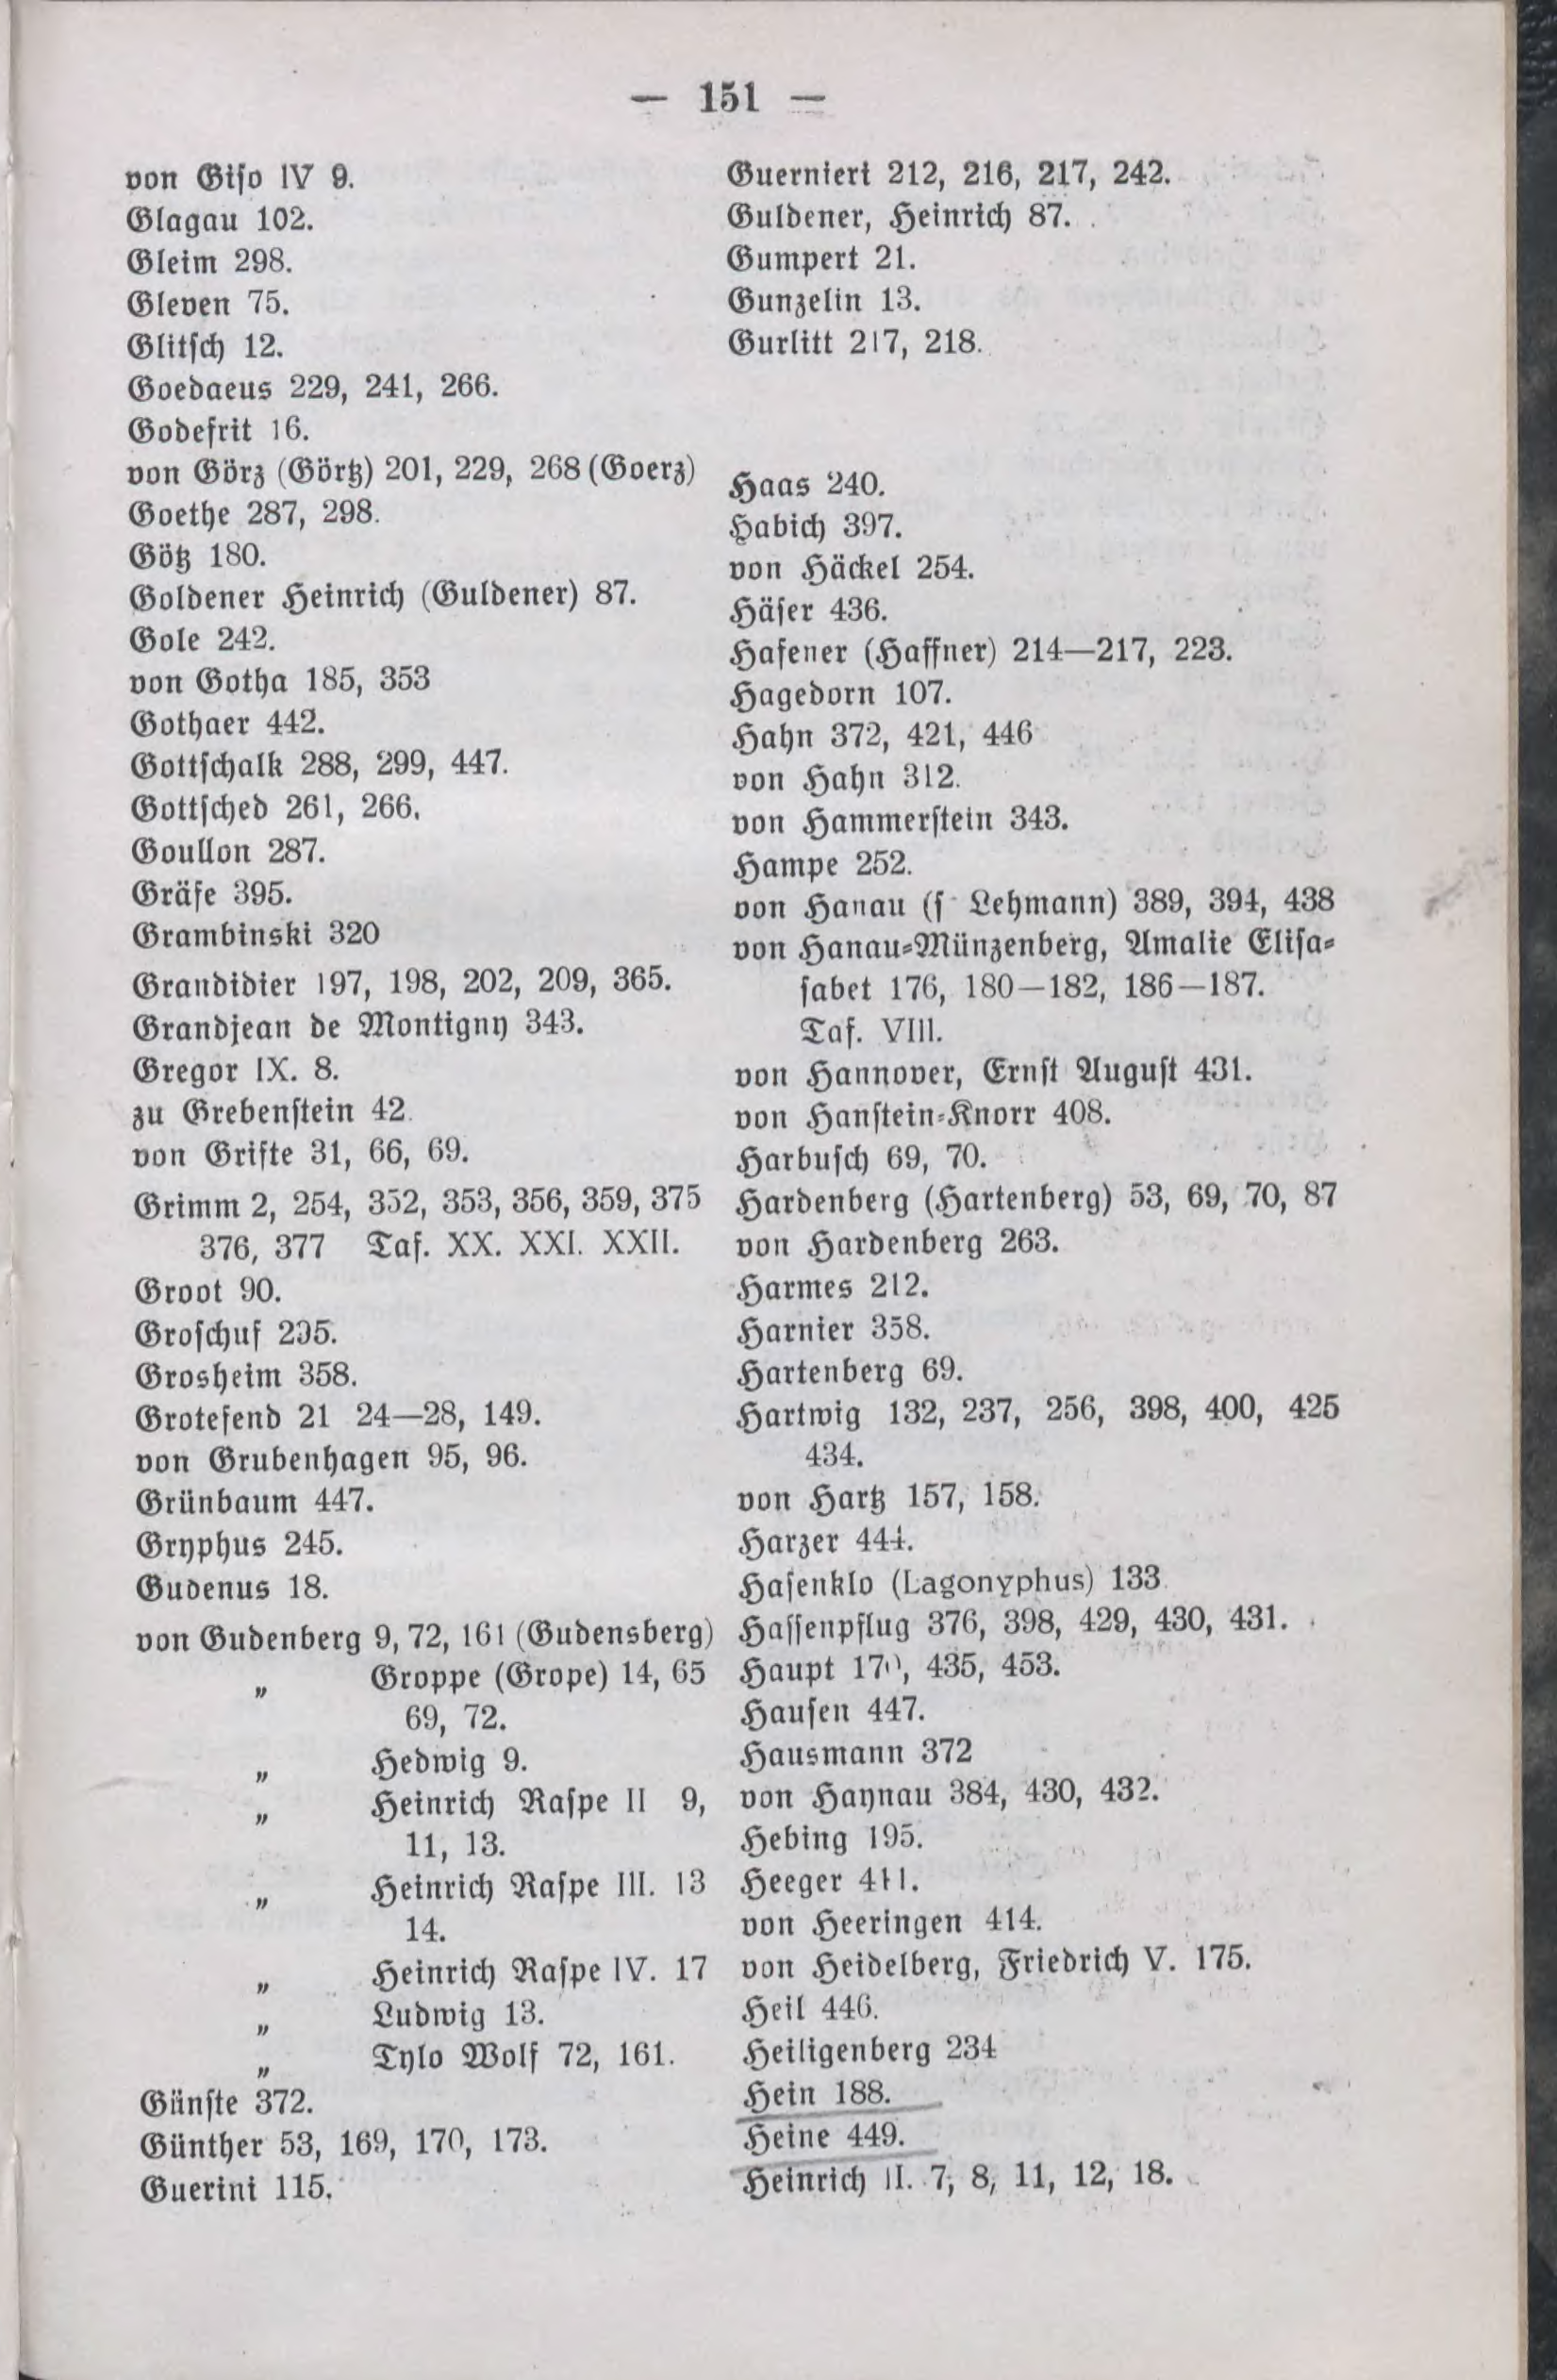 — 151 —
von Giso IV 9.
Glagau 102.
Gleim 298.
Gleven 75.
Glitsch 12.
Goedaeus 229, 241, 266.
Godefrit 16.
von Görz (Görtz) 201, 229, 268 (Goerz)
Goethe 287, 298.
Götz 180.
Goldener Heinrich (Guldener) 87.
Gole 242.
von Gotha 185, 353
Gothaer 442.
Gottschalk 288, 299, 447.
Gottsched 261, 266.
Goullon 287.
Gräfe 395.
Grambinski 320
Grandidier 197, 198, 202, 209, 365.
Grandjean de Montigny 343.
Gregor IX. 8.
zu Grebenstein 42.
von Grifte 31, 66, 69.
Grimm 2, 254, 352, 353, 356, 359, 375
376, 377 Taf. XX. XXI. XXII.
Groot 90.
Groschuf 295.
Grosheim 358.
Grotefend 21 24—28, 149.
von Grubenhagen 95, 96.
Grünbaum 447.
Gryphus 245.
Gudenus 18.
von Gudenberg 9, 72, 161 (Gudensberg)
„ Groppe (Grope) 14, 65
69, 72.
„ Hedwig 9.
„ Heinrich Raspe II 9,
11, 13.
„ Heinrich Raspe III. 13
14.
„ Heinrich Raspe IV. 17
„ Ludwig 13.
„ Tylo Wolf 72, 161.
Günste 372.
Günther 53, 169, 170, 173.
Guerini 115.
Guernieri 212, 216, 217, 242.
Guldener, Heinrich 87.
Gumpert 21.
Gunzelin 13.
Gurlitt 217, 218.
Haas 240.
Habich 397.
von Häckel 254.
Häser 436.
Hafener (Haffner) 214—217, 223.
Hagedorn 107.
Hahn 372, 421, 446
von Hahn 312.
von Hammerstein 343.
Hampe 252.
von Hanau (s Lehmann) 389, 394, 438
von Hanau-Münzenberg, Amalie Elisa-
sabet 176, 180—182, 186—187.
Taf. VIII.
von Hannover, Ernst August 431.
von Hanstein-Knorr 408.
Harbusch 69, 70.
Hardenberg (Hartenberg) 53, 69, 70, 87
von Hardenberg 263.
Harmes 212.
Harnier 358.
Hartenberg 69.
Hartwig 132, 237, 256, 398, 400, 425
434.
von Hartz 157, 158.
Harzer 444.
Hasenklo (Lagonyphus) 133.
Hassenpflug 376, 398, 429, 430, 431.
Haupt 170, 435, 453.
Hausen 447.
Hausmann 372
von Haynau 384, 430, 432.
Hebing 195.
Heeger 411.
von Heeringen 414.
von Heidelberg, Friedrich V. 175.
Heil 446.
Heiligenberg 234
Hein 188.
Heine 449.
Heinrich II. 7, 8, 11, 12, 18.